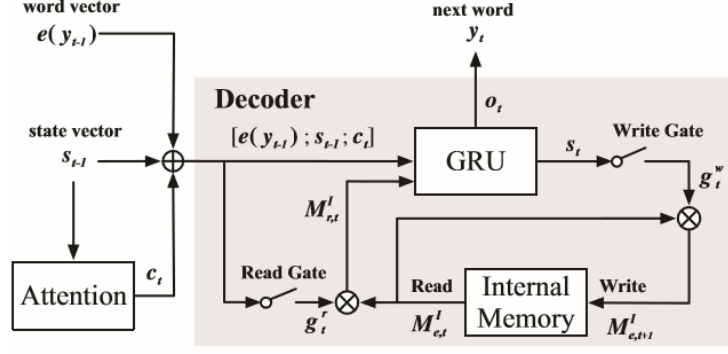 word vector
e(y_{t-1})
next word
y_t
Decoder
o_t
state vector
s_{t-1}
[e(y_{t-1}) ; s_{t-1} ; c_t]
GRU
s_t
Write Gate
g_t^w
M_{r,t}^I
Attention
c_t
Read Gate
g_t^r
Read
M_{e,t}^I
Internal
Memory
Write
M_{e,t+1}^I